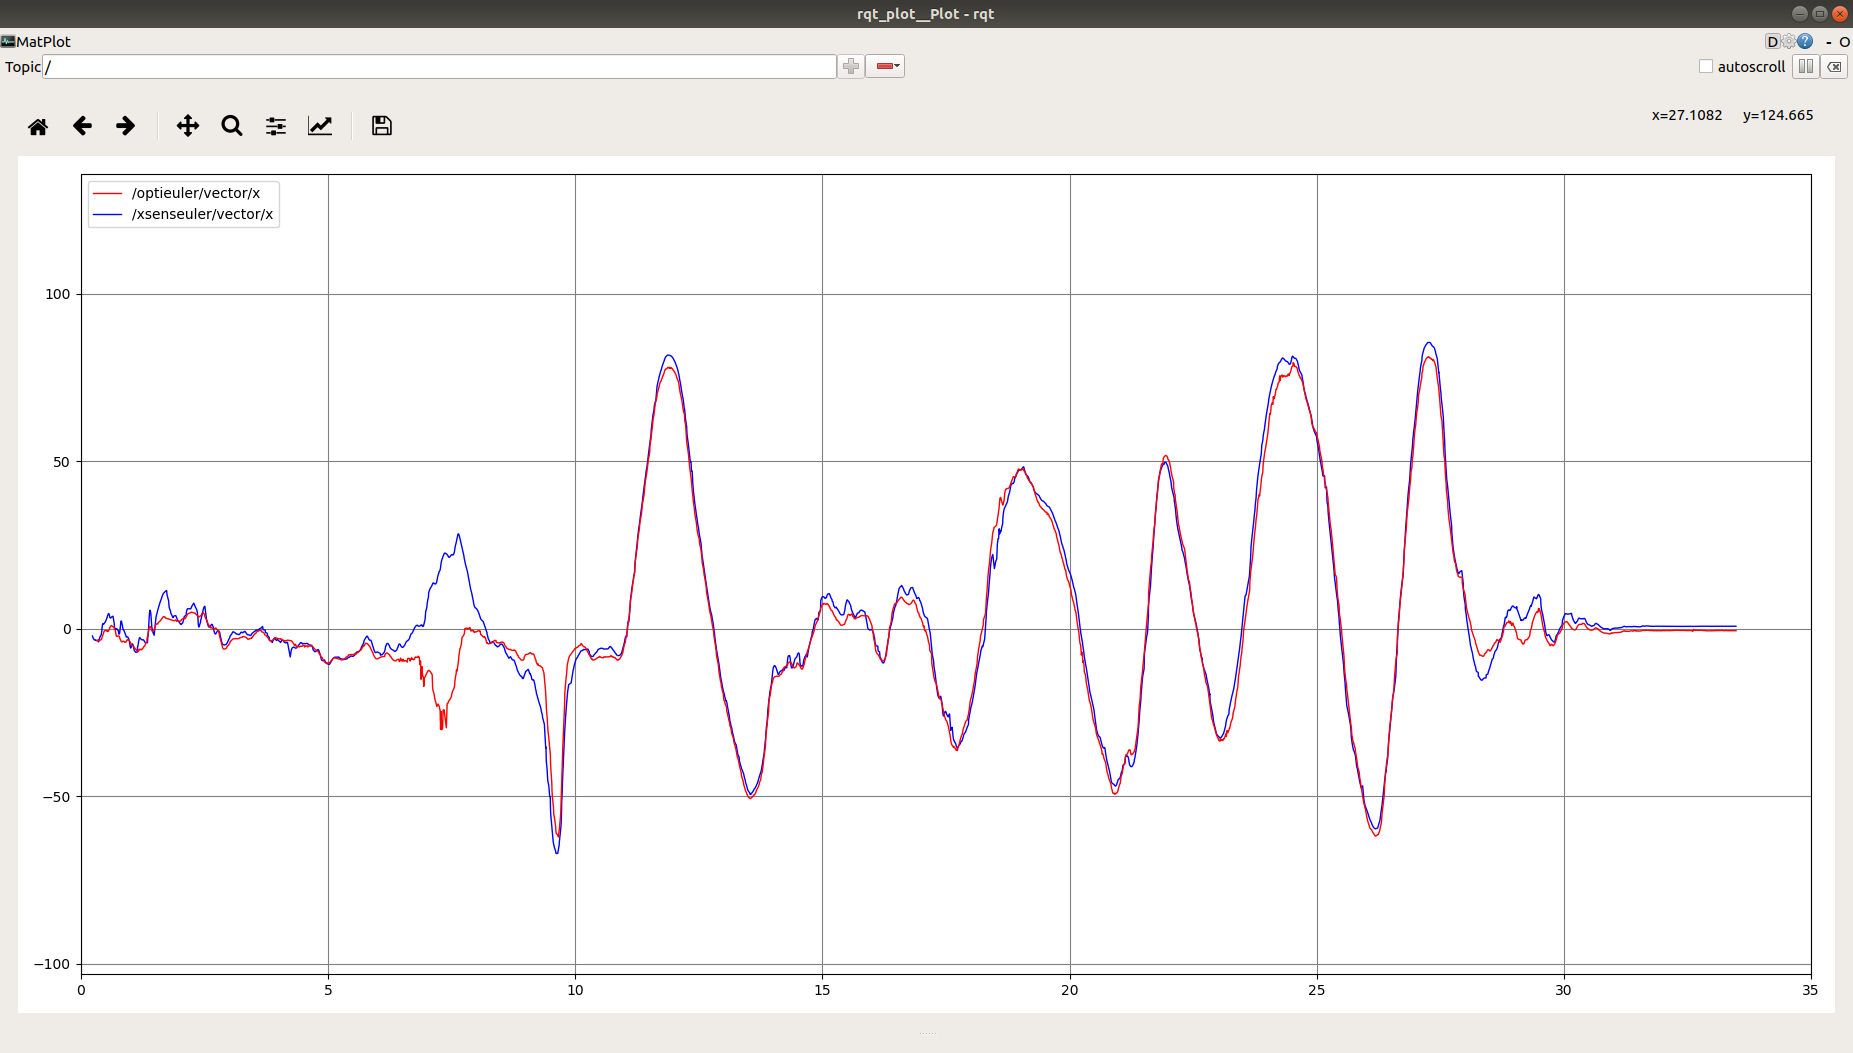 rqt_plot__Plot - rqt
MatPlot
D ? - O
Topic / autoscroll
x=27.1082 y=124.665
/optieuler/vector/x
/xsenseuler/vector/x
100
50
0
−50
−100
0 5 10 15 20 25 30 35